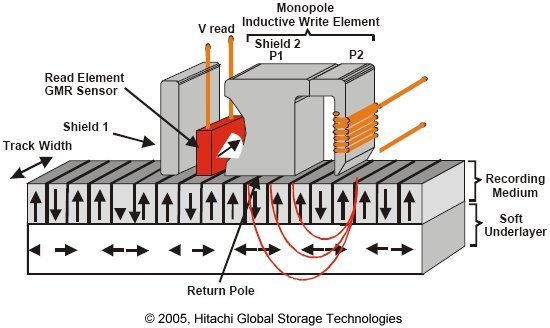 Monopole
Inductive Write Element
V read
Shield 2
P1
P2
Read Element
GMR Sensor
Shield 1
Track Width
Recording
Medium
Soft
Underlayer
Return Pole
© 2005, Hitachi Global Storage Technologies